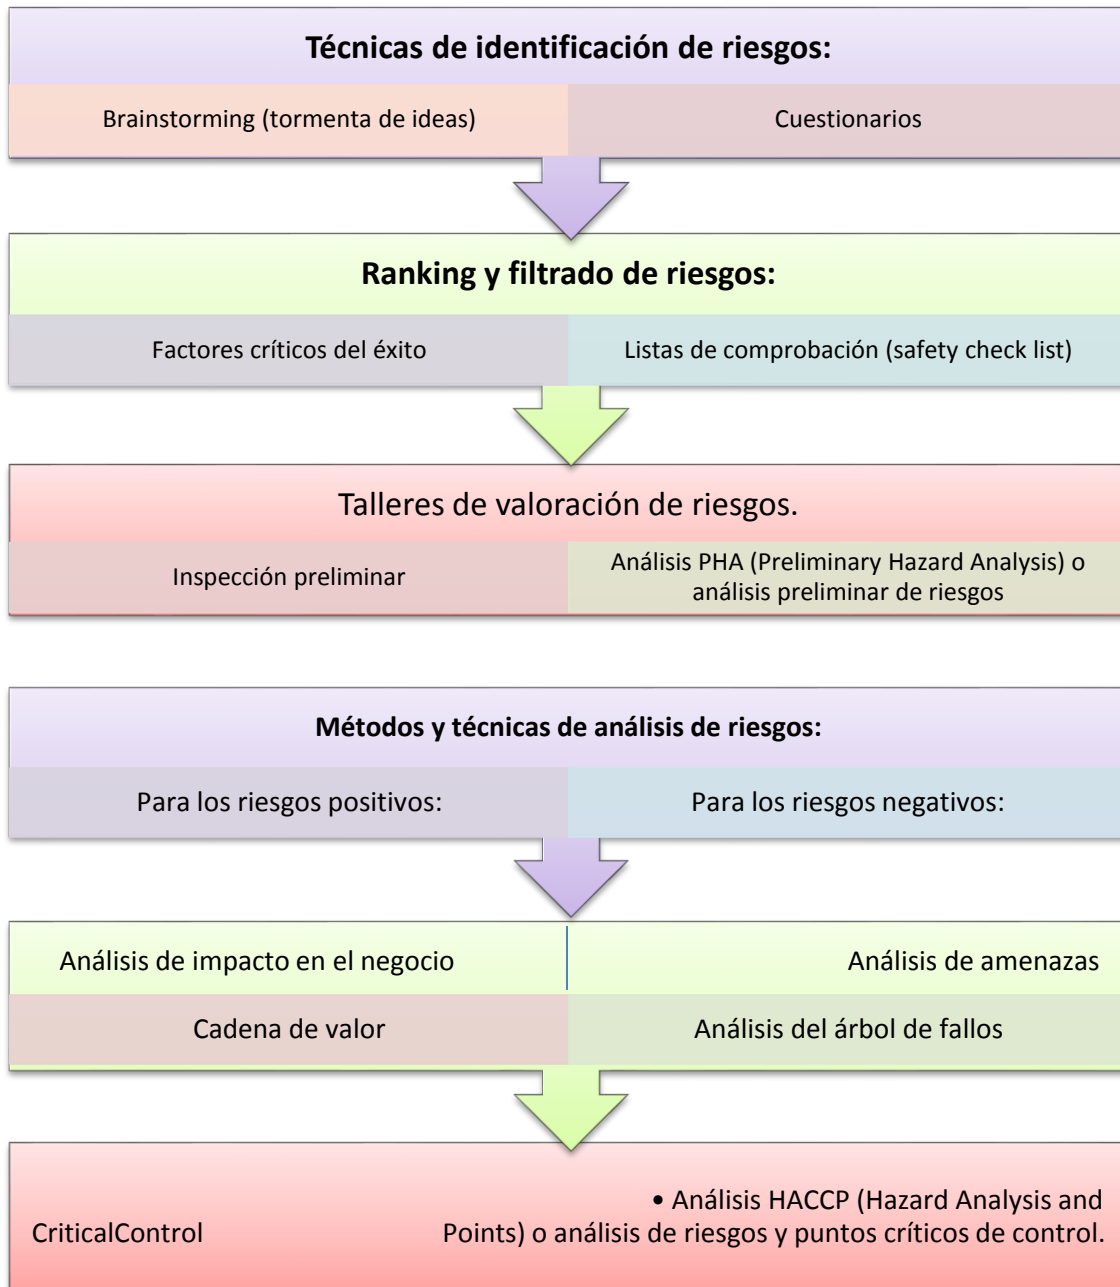 Técnicas de identificación de riesgos:
Brainstorming (tormenta de ideas)
Cuestionarios
Ranking y filtrado de riesgos:
Factores críticos del éxito
Listas de comprobación (safety check list)
Talleres de valoración de riesgos.
Inspección preliminar
Análisis PHA (Preliminary Hazard Analysis) o
análisis preliminar de riesgos
Métodos y técnicas de análisis de riesgos:
Para los riesgos positivos:
Para los riesgos negativos:
Análisis de impacto en el negocio
Análisis de amenazas
Cadena de valor
Análisis del árbol de fallos
• Análisis HACCP (Hazard Analysis and
CriticalControl Points) o análisis de riesgos y puntos críticos de control.